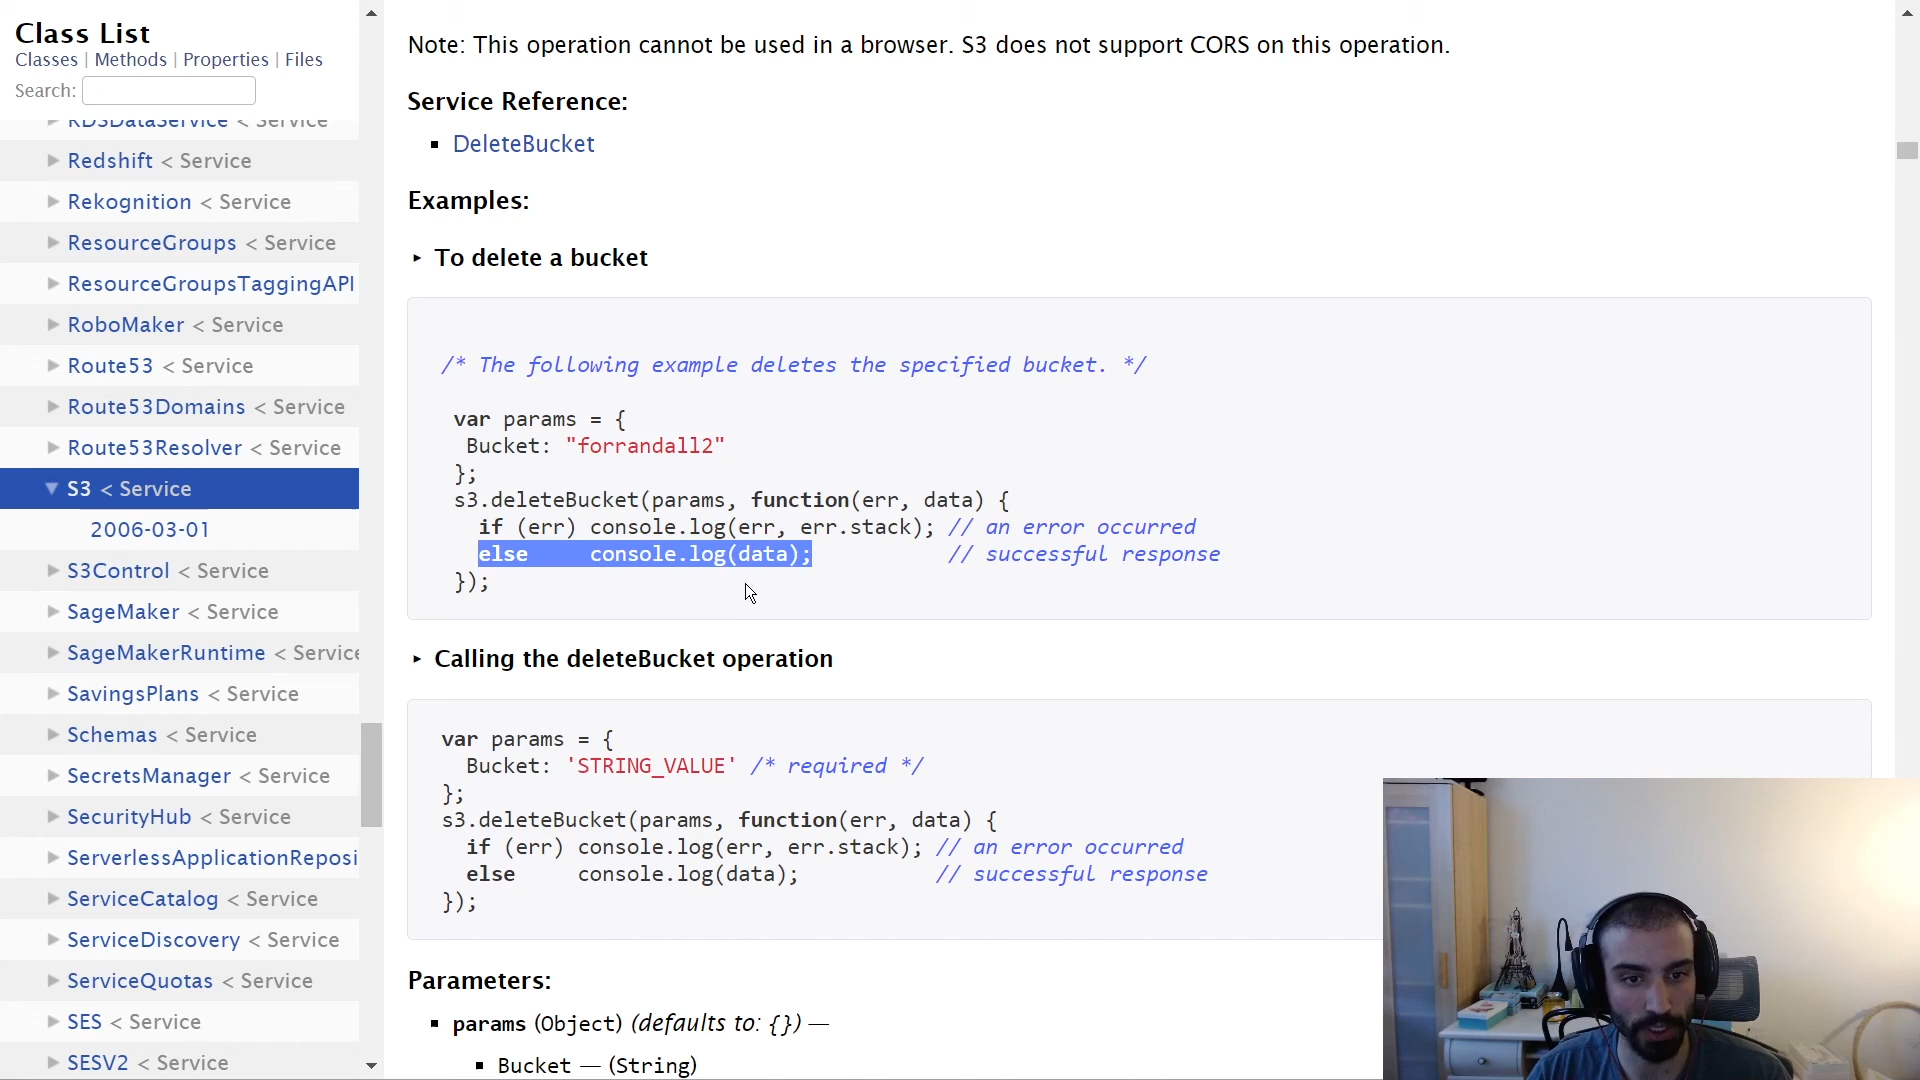 Class List
Classes | Methods | Properties | Files
Search:
RDSDataService < Service
Redshift < Service
Rekognition < Service
ResourceGroups < Service
ResourceGroupsTaggingAPI
RoboMaker < Service
Route53 < Service
Route53Domains < Service
Route53Resolver < Service
S3 < Service
2006-03-01
S3Control < Service
SageMaker < Service
SageMakerRuntime < Service
SavingsPlans < Service
Schemas < Service
SecretsManager < Service
SecurityHub < Service
ServerlessApplicationReposi
ServiceCatalog < Service
ServiceDiscovery < Service
ServiceQuotas < Service
SES < Service
SESV2 < Service
Note: This operation cannot be used in a browser. S3 does not support CORS on this operation.
Service Reference:
DeleteBucket
Examples:
To delete a bucket
/* The following example deletes the specified bucket. */
var params = {
Bucket: "forrandall2"
};
s3.deleteBucket(params, function(err, data) {
if (err) console.log(err, err.stack); // an error occurred
else     console.log(data);           // successful response
});
Calling the deleteBucket operation
var params = {
Bucket: 'STRING_VALUE' /* required */
};
s3.deleteBucket(params, function(err, data) {
if (err) console.log(err, err.stack); // an error occurred
else     console.log(data);           // successful response
});
Parameters:
params (Object) (defaults to: {}) —
Bucket — (String)